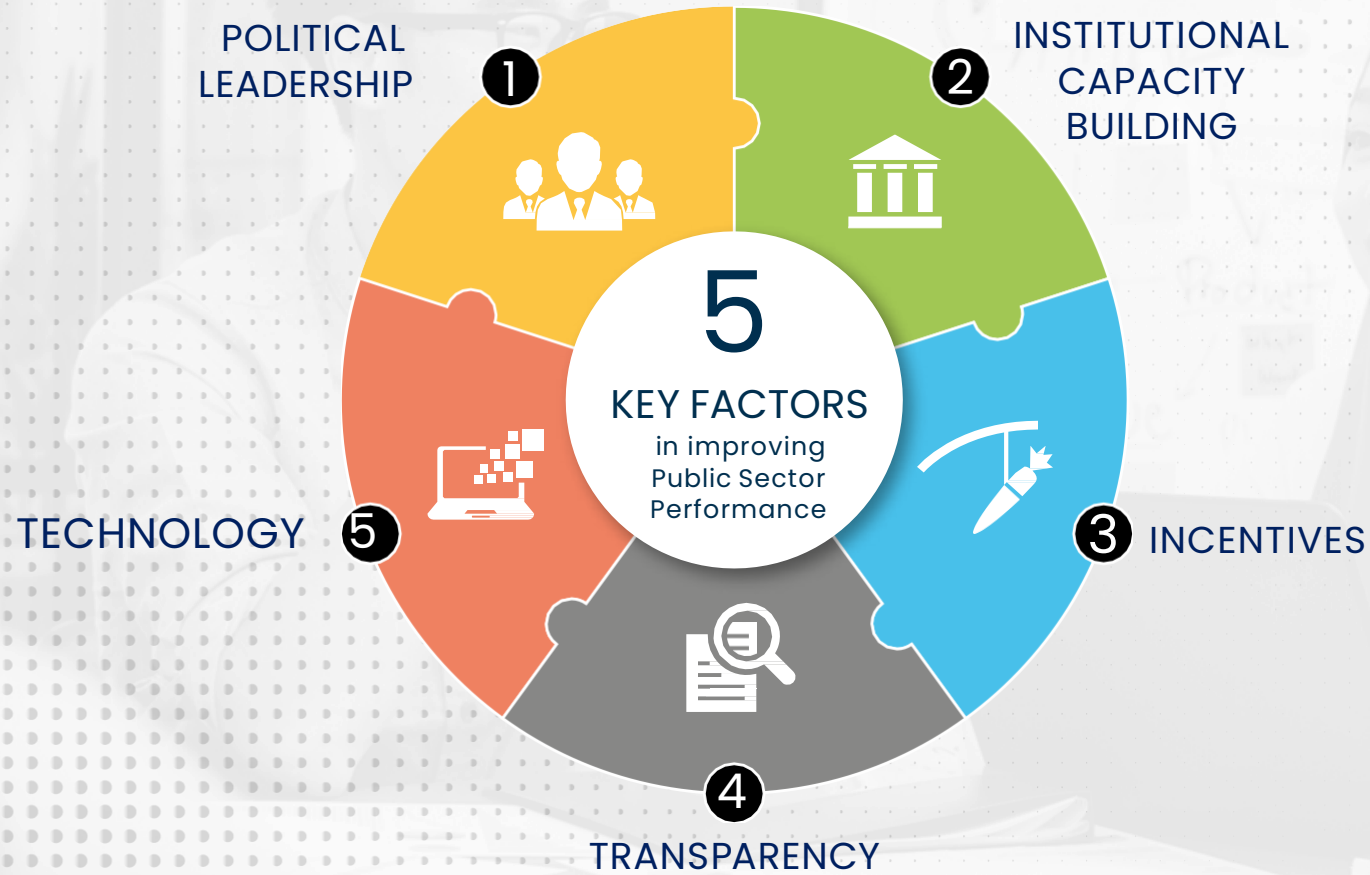 POLITICAL
LEADERSHIP
1
2
INSTITUTIONAL
CAPACITY
BUILDING
5
KEY FACTORS
in improving
Public Sector
Performance
3
INCENTIVES
4
TRANSPARENCY
5
TECHNOLOGY